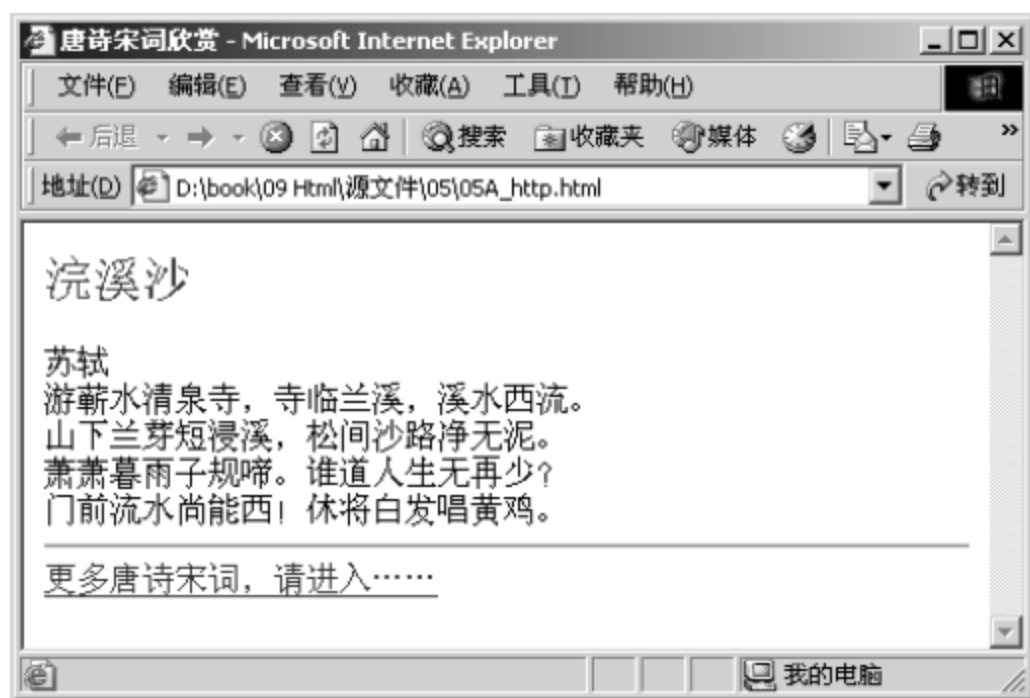 唐诗宋词欣赏 - Microsoft Internet Explorer
文件(F) 编辑(E) 查看(V) 收藏(A) 工具(T) 帮助(H)
后退 搜索 收藏夹 媒体 »
地址(D) D:\book\09 Html\源文件\05\05A_http.html 转到
浣溪沙
苏轼
游蕲水清泉寺，寺临兰溪，溪水西流。
山下兰芽短浸溪，松间沙路净无泥。
萧萧暮雨子规啼。谁道人生无再少？
门前流水尚能西！休将白发唱黄鸡。
更多唐诗宋词，请进入……
我的电脑